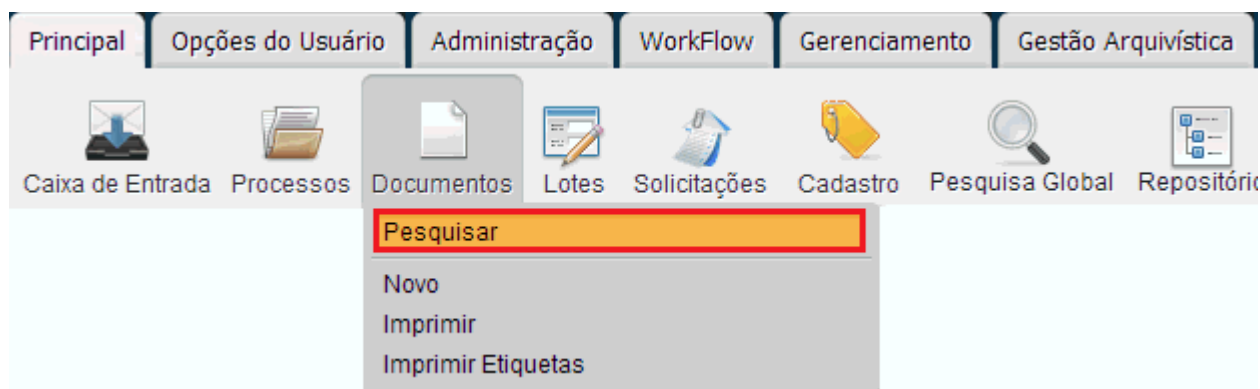 Principal Opções do Usuário Administração WorkFlow Gerenciamento Gestão Arquivística
Caixa de Entrada Processos Documentos Lotes Solicitações Cadastro Pesquisa Global Repositório
Pesquisar
Novo
Imprimir
Imprimir Etiquetas